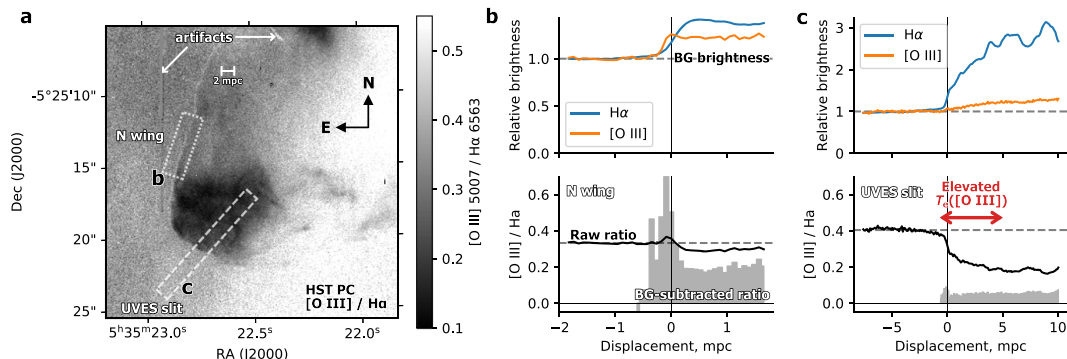 a
artifacts
2 mpc
N
E
N wing
b
c
UVES slit
HST PC
[O III] / Hα
-5°25'10"
15"
20"
25"
Dec (J2000)
5ʰ35ᵐ23.0ˢ
22.5ˢ
22.0ˢ
RA (J2000)
0.5
0.4
0.3
0.2
0.1
[O III] 5007 / Hα 6563
b
Relative brightness
1.0
0.5
0.0
BG brightness
Hα
[O III]
N wing
Raw ratio
BG-subtracted ratio
[O III] / Ha
0.6
0.4
0.2
0.0
−2
−1
0
1
Displacement, mpc
c
Relative brightness
3
2
1
0
Hα
[O III]
UVES slit
Elevated
Tₑ([O III])
[O III] / Ha
0.6
0.4
0.2
0.0
−5
0
5
10
Displacement, mpc